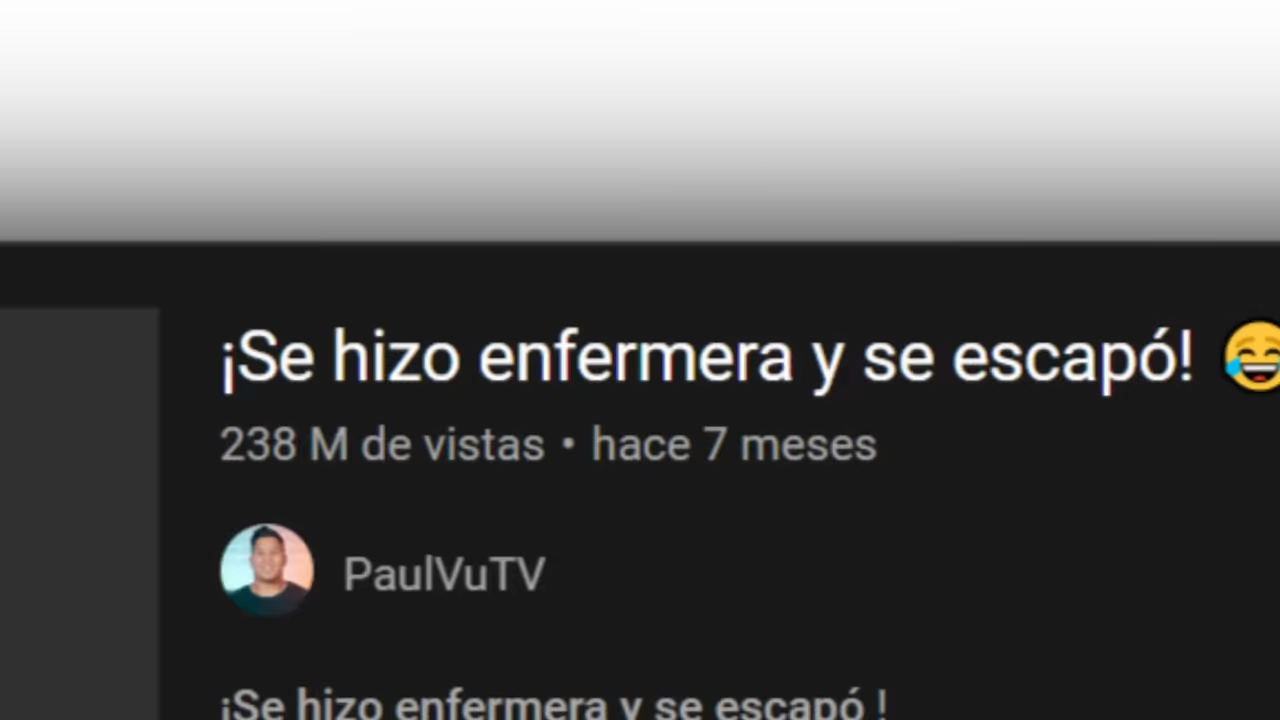 ¡Se hizo enfermera y se escapó! 😂
238 M de vistas • hace 7 meses
PaulVuTV
¡Se hizo enfermera y se escapó !